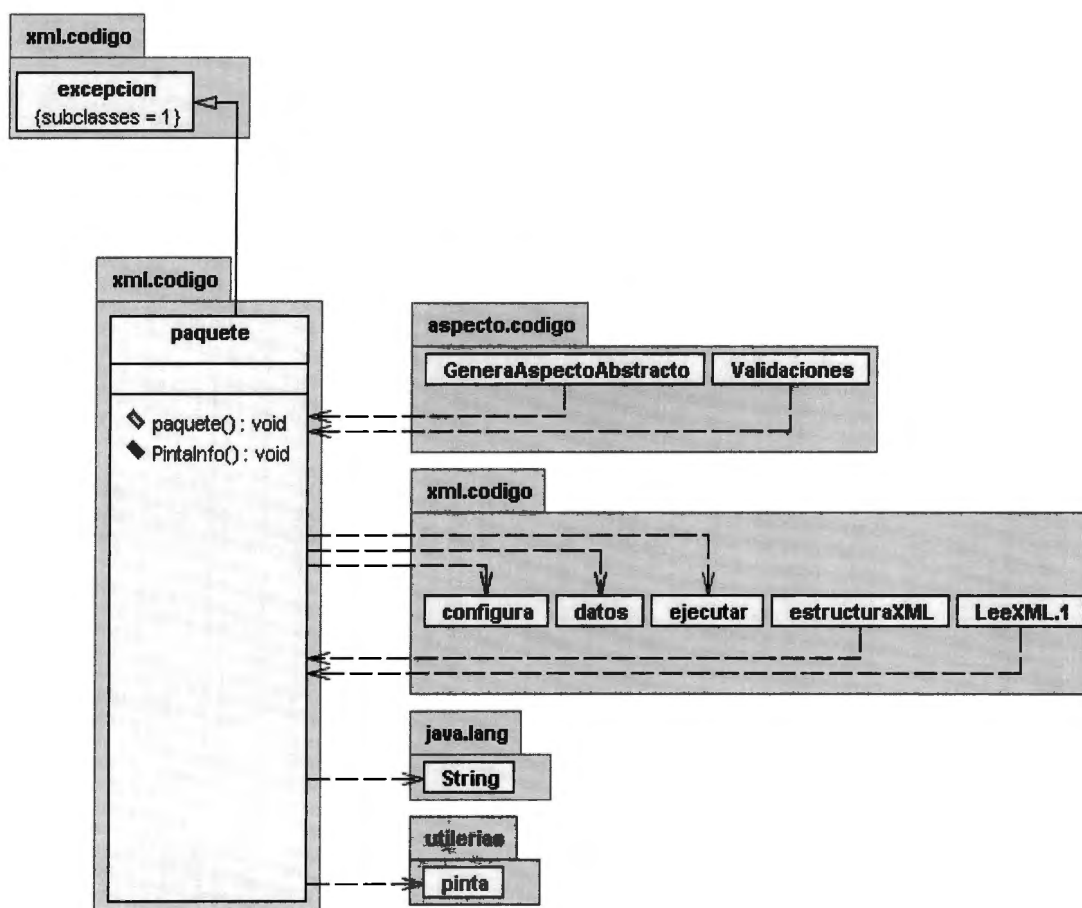 xml.codigo
excepcion
{subclasses = 1}
xml.codigo
paquete
paquete() : void
PintaInfo() : void
aspecto.codigo
GeneraAspectoAbstracto
Validaciones
xml.codigo
configura
datos
ejecutar
estructuraXML
LeeXML.1
java.lang
String
utilerias
pinta